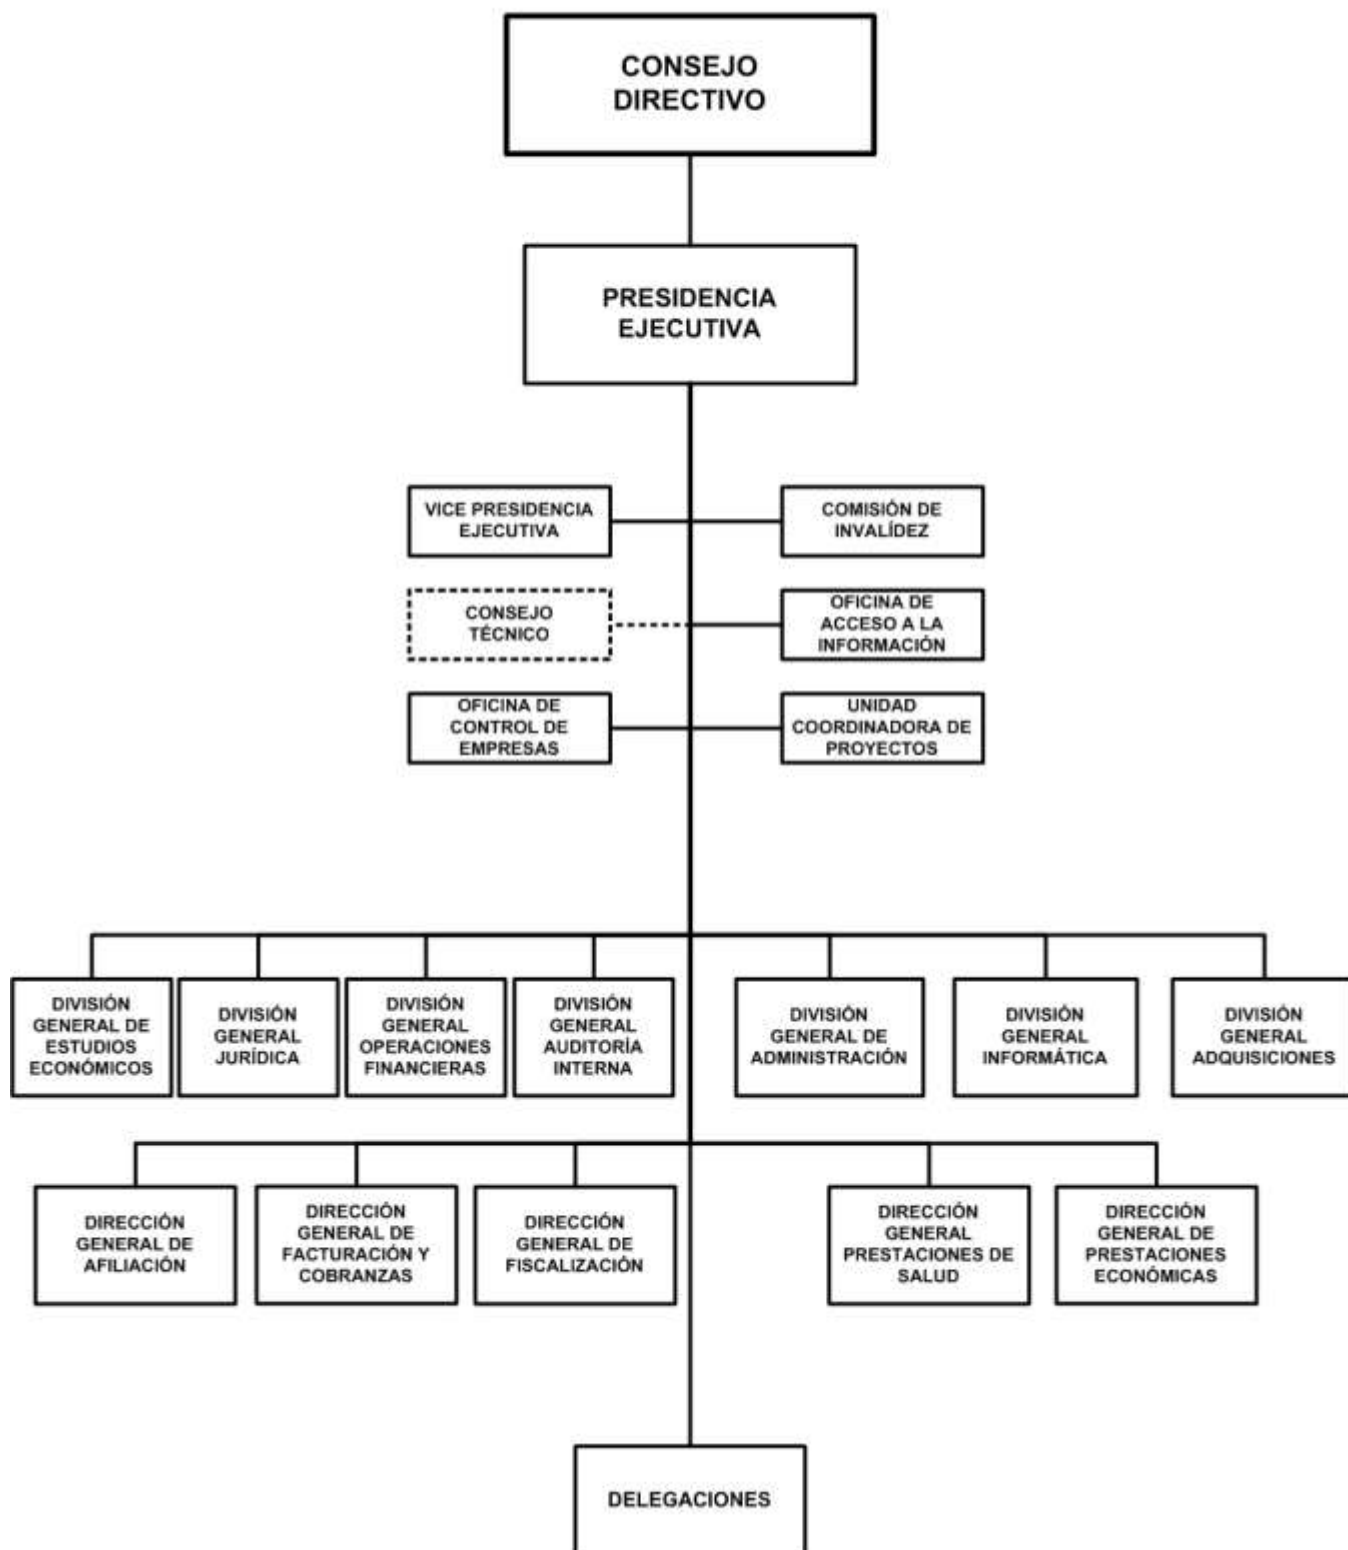 CONSEJO
DIRECTIVO
PRESIDENCIA
EJECUTIVA
VICE PRESIDENCIA
EJECUTIVA
COMISIÓN DE
INVALÍDEZ
CONSEJO
TÉCNICO
OFICINA DE
ACCESO A LA
INFORMACIÓN
OFICINA DE
CONTROL DE
EMPRESAS
UNIDAD
COORDINADORA DE
PROYECTOS
DIVISIÓN
GENERAL DE
ESTUDIOS
ECONÓMICOS
DIVISIÓN
GENERAL
JURÍDICA
DIVISIÓN
GENERAL
OPERACIONES
FINANCIERAS
DIVISIÓN
GENERAL
AUDITORÍA
INTERNA
DIVISIÓN
GENERAL DE
ADMINISTRACIÓN
DIVISIÓN
GENERAL
INFORMÁTICA
DIVISIÓN
GENERAL
ADQUISICIONES
DIRECCIÓN
GENERAL DE
AFILIACIÓN
DIRECCIÓN
GENERAL DE
FACTURACIÓN Y
COBRANZAS
DIRECCIÓN
GENERAL DE
FISCALIZACIÓN
DIRECCIÓN
GENERAL
PRESTACIONES DE
SALUD
DIRECCIÓN
GENERAL DE
PRESTACIONES
ECONÓMICAS
DELEGACIONES